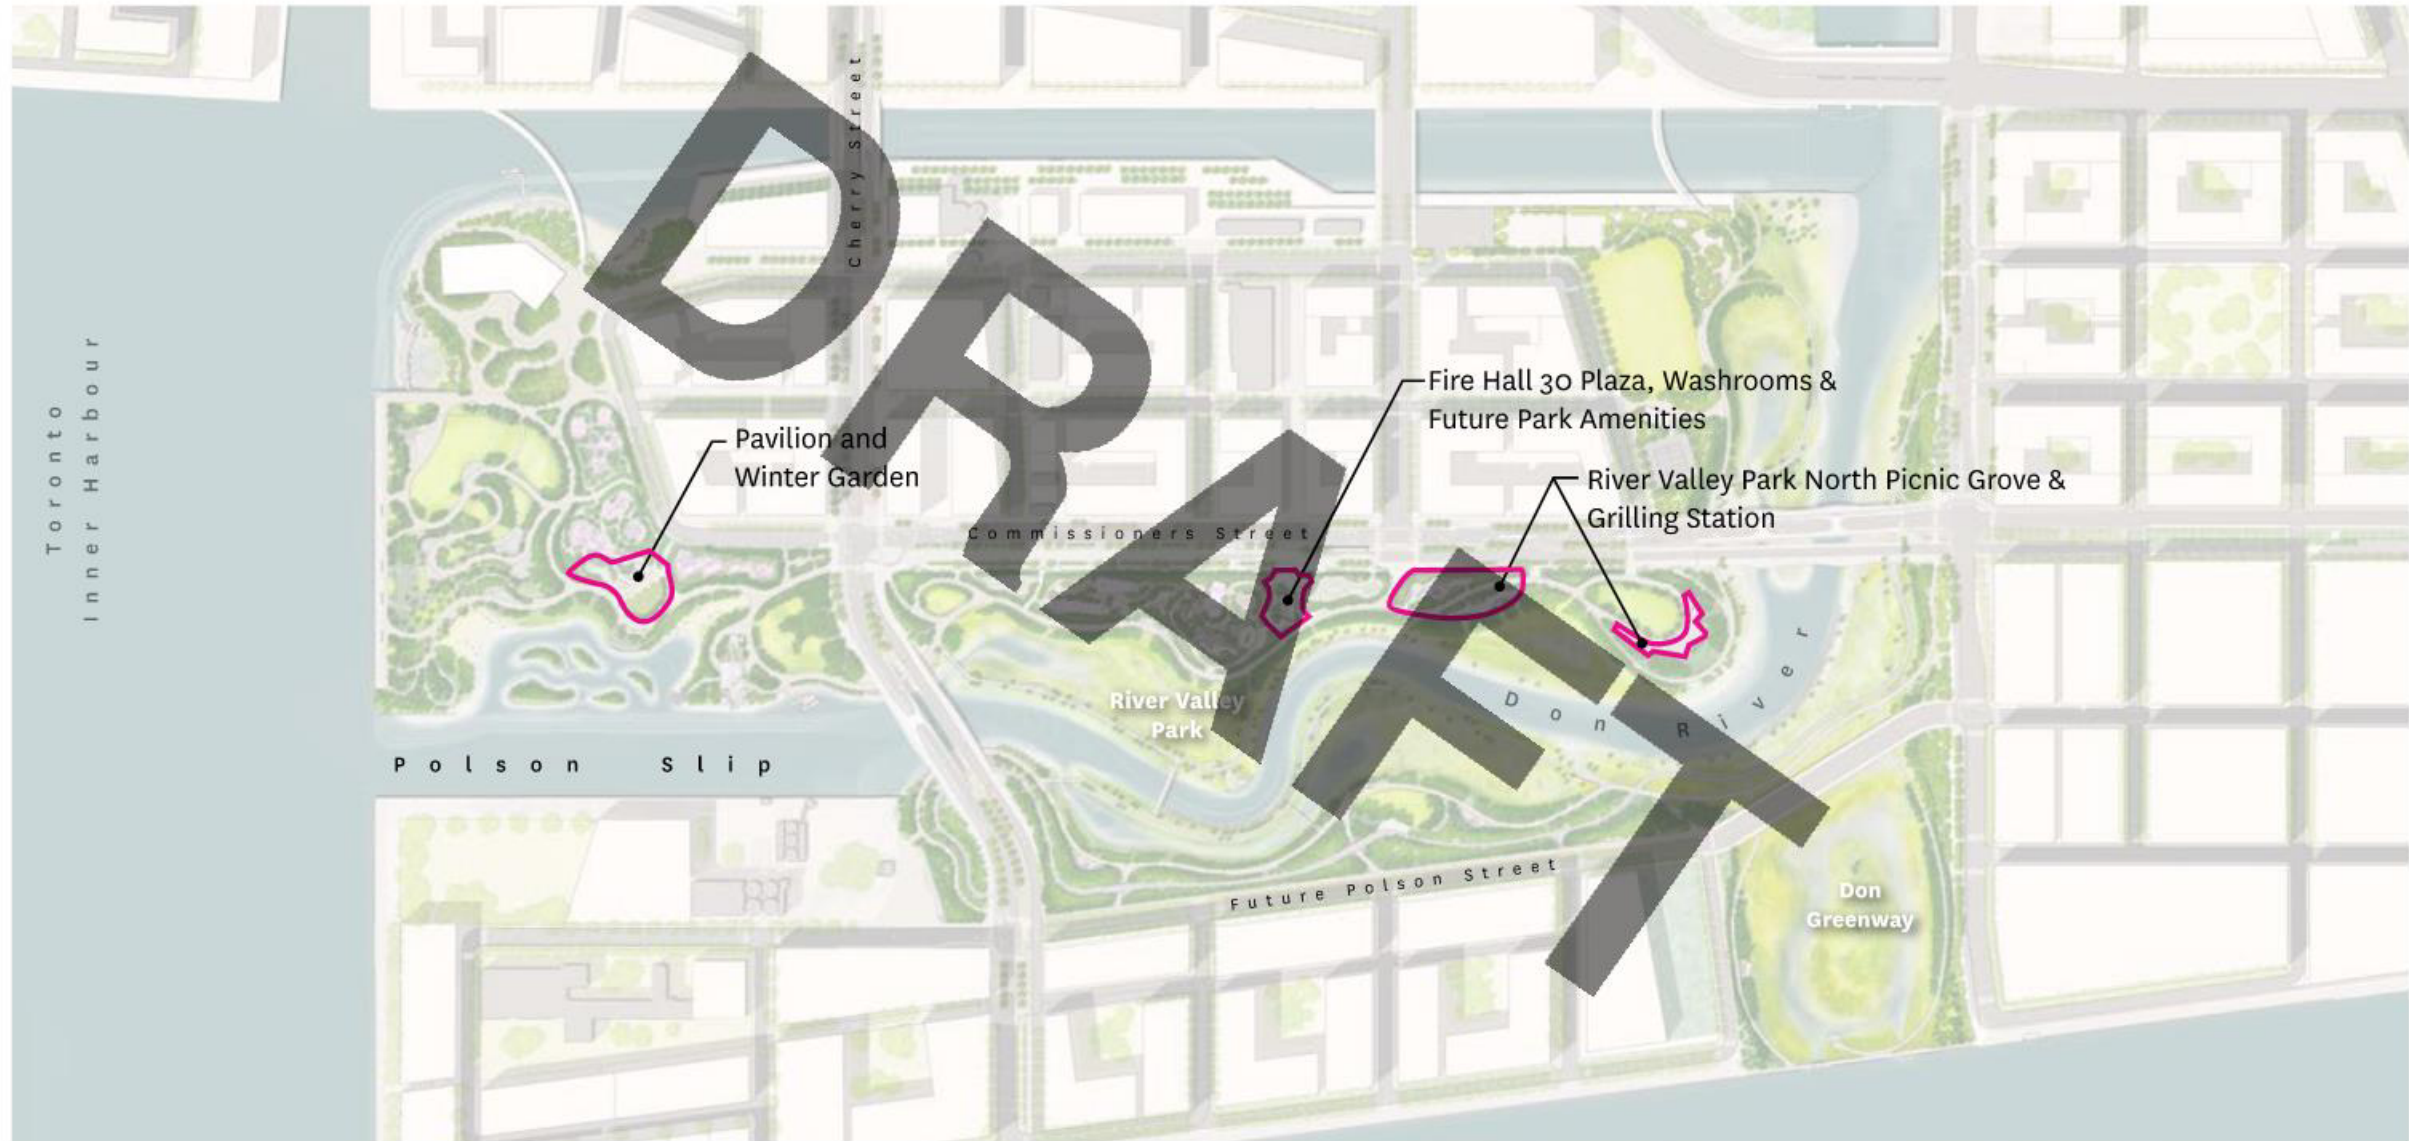 DRAFT
Cherry Street
Toronto
Inner Harbour
Fire Hall 30 Plaza, Washrooms &
Future Park Amenities
Pavilion and
Winter Garden
River Valley Park North Picnic Grove &
Grilling Station
Commissioners Street
Don River
River Valley
Park
Polson Slip
Future Polson Street
Don
Greenway